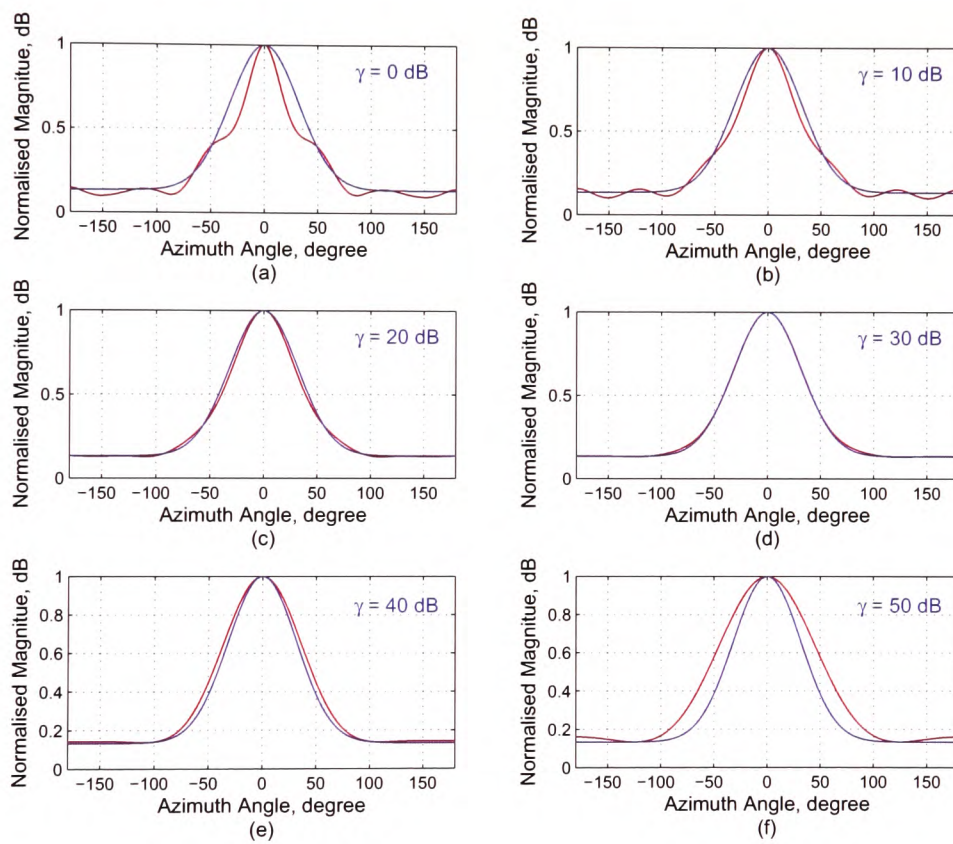 Normalised Magnitue, dB
1
0.5
0
γ = 0 dB
−150 −100 −50 0 50 100 150
Azimuth Angle, degree
(a)
Normalised Magnitue, dB
1
0.5
0
γ = 10 dB
−150 −100 −50 0 50 100 150
Azimuth Angle, degree
(b)
Normalised Magnitue, dB
1
0.5
0
γ = 20 dB
−150 −100 −50 0 50 100 150
Azimuth Angle, degree
(c)
Normalised Magnitue, dB
1
0.5
0
γ = 30 dB
−150 −100 −50 0 50 100 150
Azimuth Angle, degree
(d)
Normalised Magnitue, dB
1
0.8
0.6
0.4
0.2
0
γ = 40 dB
−150 −100 −50 0 50 100 150
Azimuth Angle, degree
(e)
Normalised Magnitue, dB
1
0.8
0.6
0.4
0.2
0
γ = 50 dB
−150 −100 −50 0 50 100 150
Azimuth Angle, degree
(f)